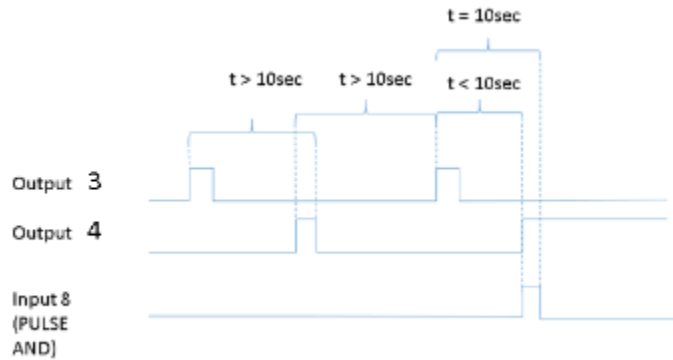 t = 10sec
t > 10sec
t > 10sec
t < 10sec
Output 3
Output 4
Input 8
(PULSE
AND)